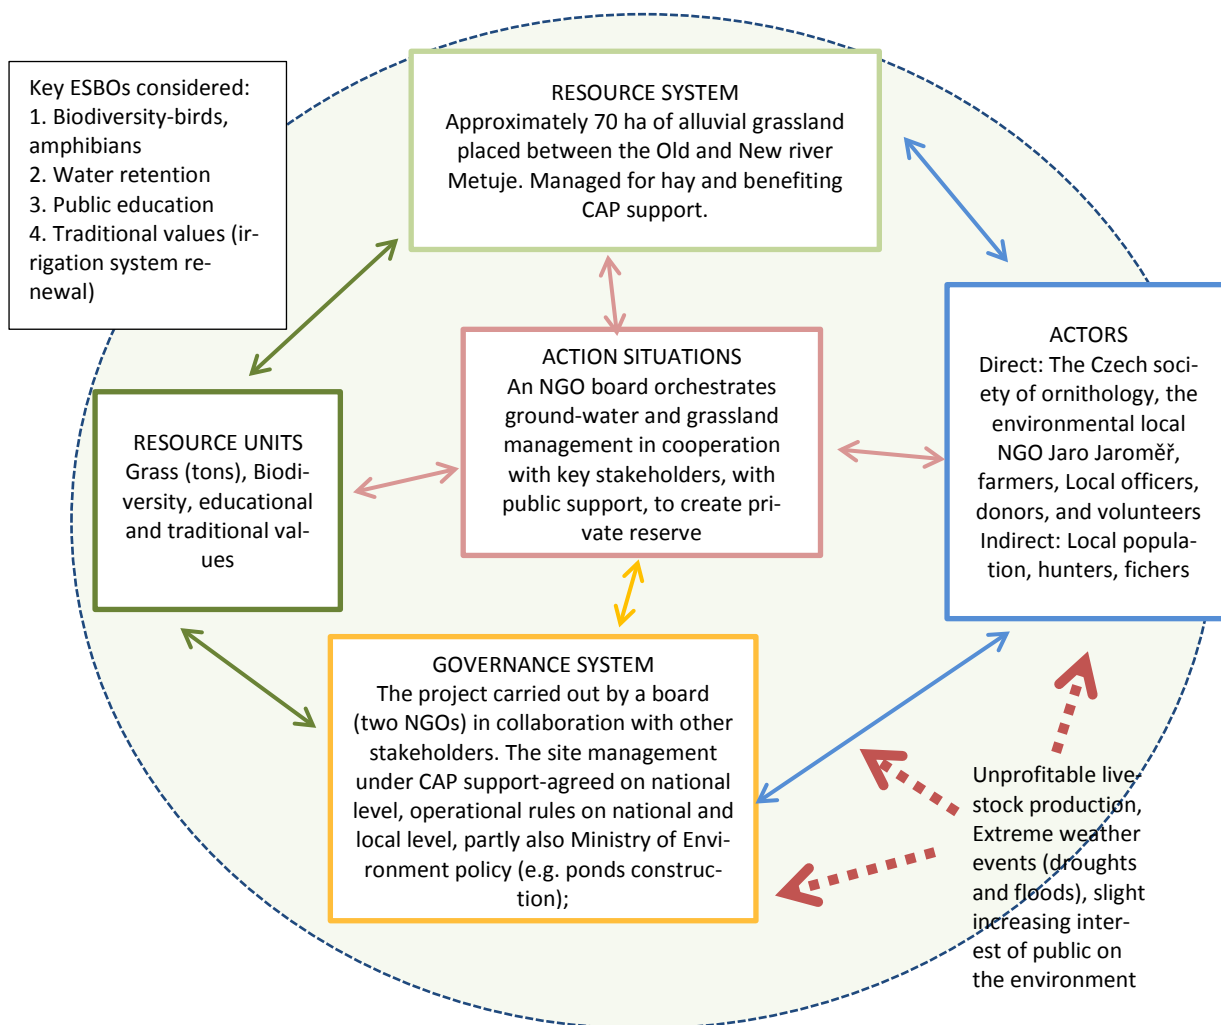 Key ESBOs considered:
1. Biodiversity-birds,
amphibians
2. Water retention
3. Public education
4. Traditional values (ir-
rigation system re-
newal)
RESOURCE SYSTEM
Approximately 70 ha of alluvial grassland
placed between the Old and New river
Metuje. Managed for hay and benefiting
CAP support.
ACTION SITUATIONS
An NGO board orchestrates
ground-water and grassland
management in cooperation
with key stakeholders, with
public support, to create pri-
vate reserve
ACTORS
Direct: The Czech soci-
ety of ornithology, the
environmental local
NGO Jaro Jaroměř,
farmers, Local officers,
donors, and volunteers
Indirect: Local popula-
tion, hunters, fichers
RESOURCE UNITS
Grass (tons), Biodi-
versity, educational
and traditional val-
ues
GOVERNANCE SYSTEM
The project carried out by a board
(two NGOs) in collaboration with other
stakeholders. The site management
under CAP support-agreed on national
level, operational rules on national and
local level, partly also Ministry of Envi-
ronment policy (e.g. ponds construc-
tion);
Unprofitable live-
stock production,
Extreme weather
events (droughts
and floods), slight
increasing inter-
est of public on
the environment